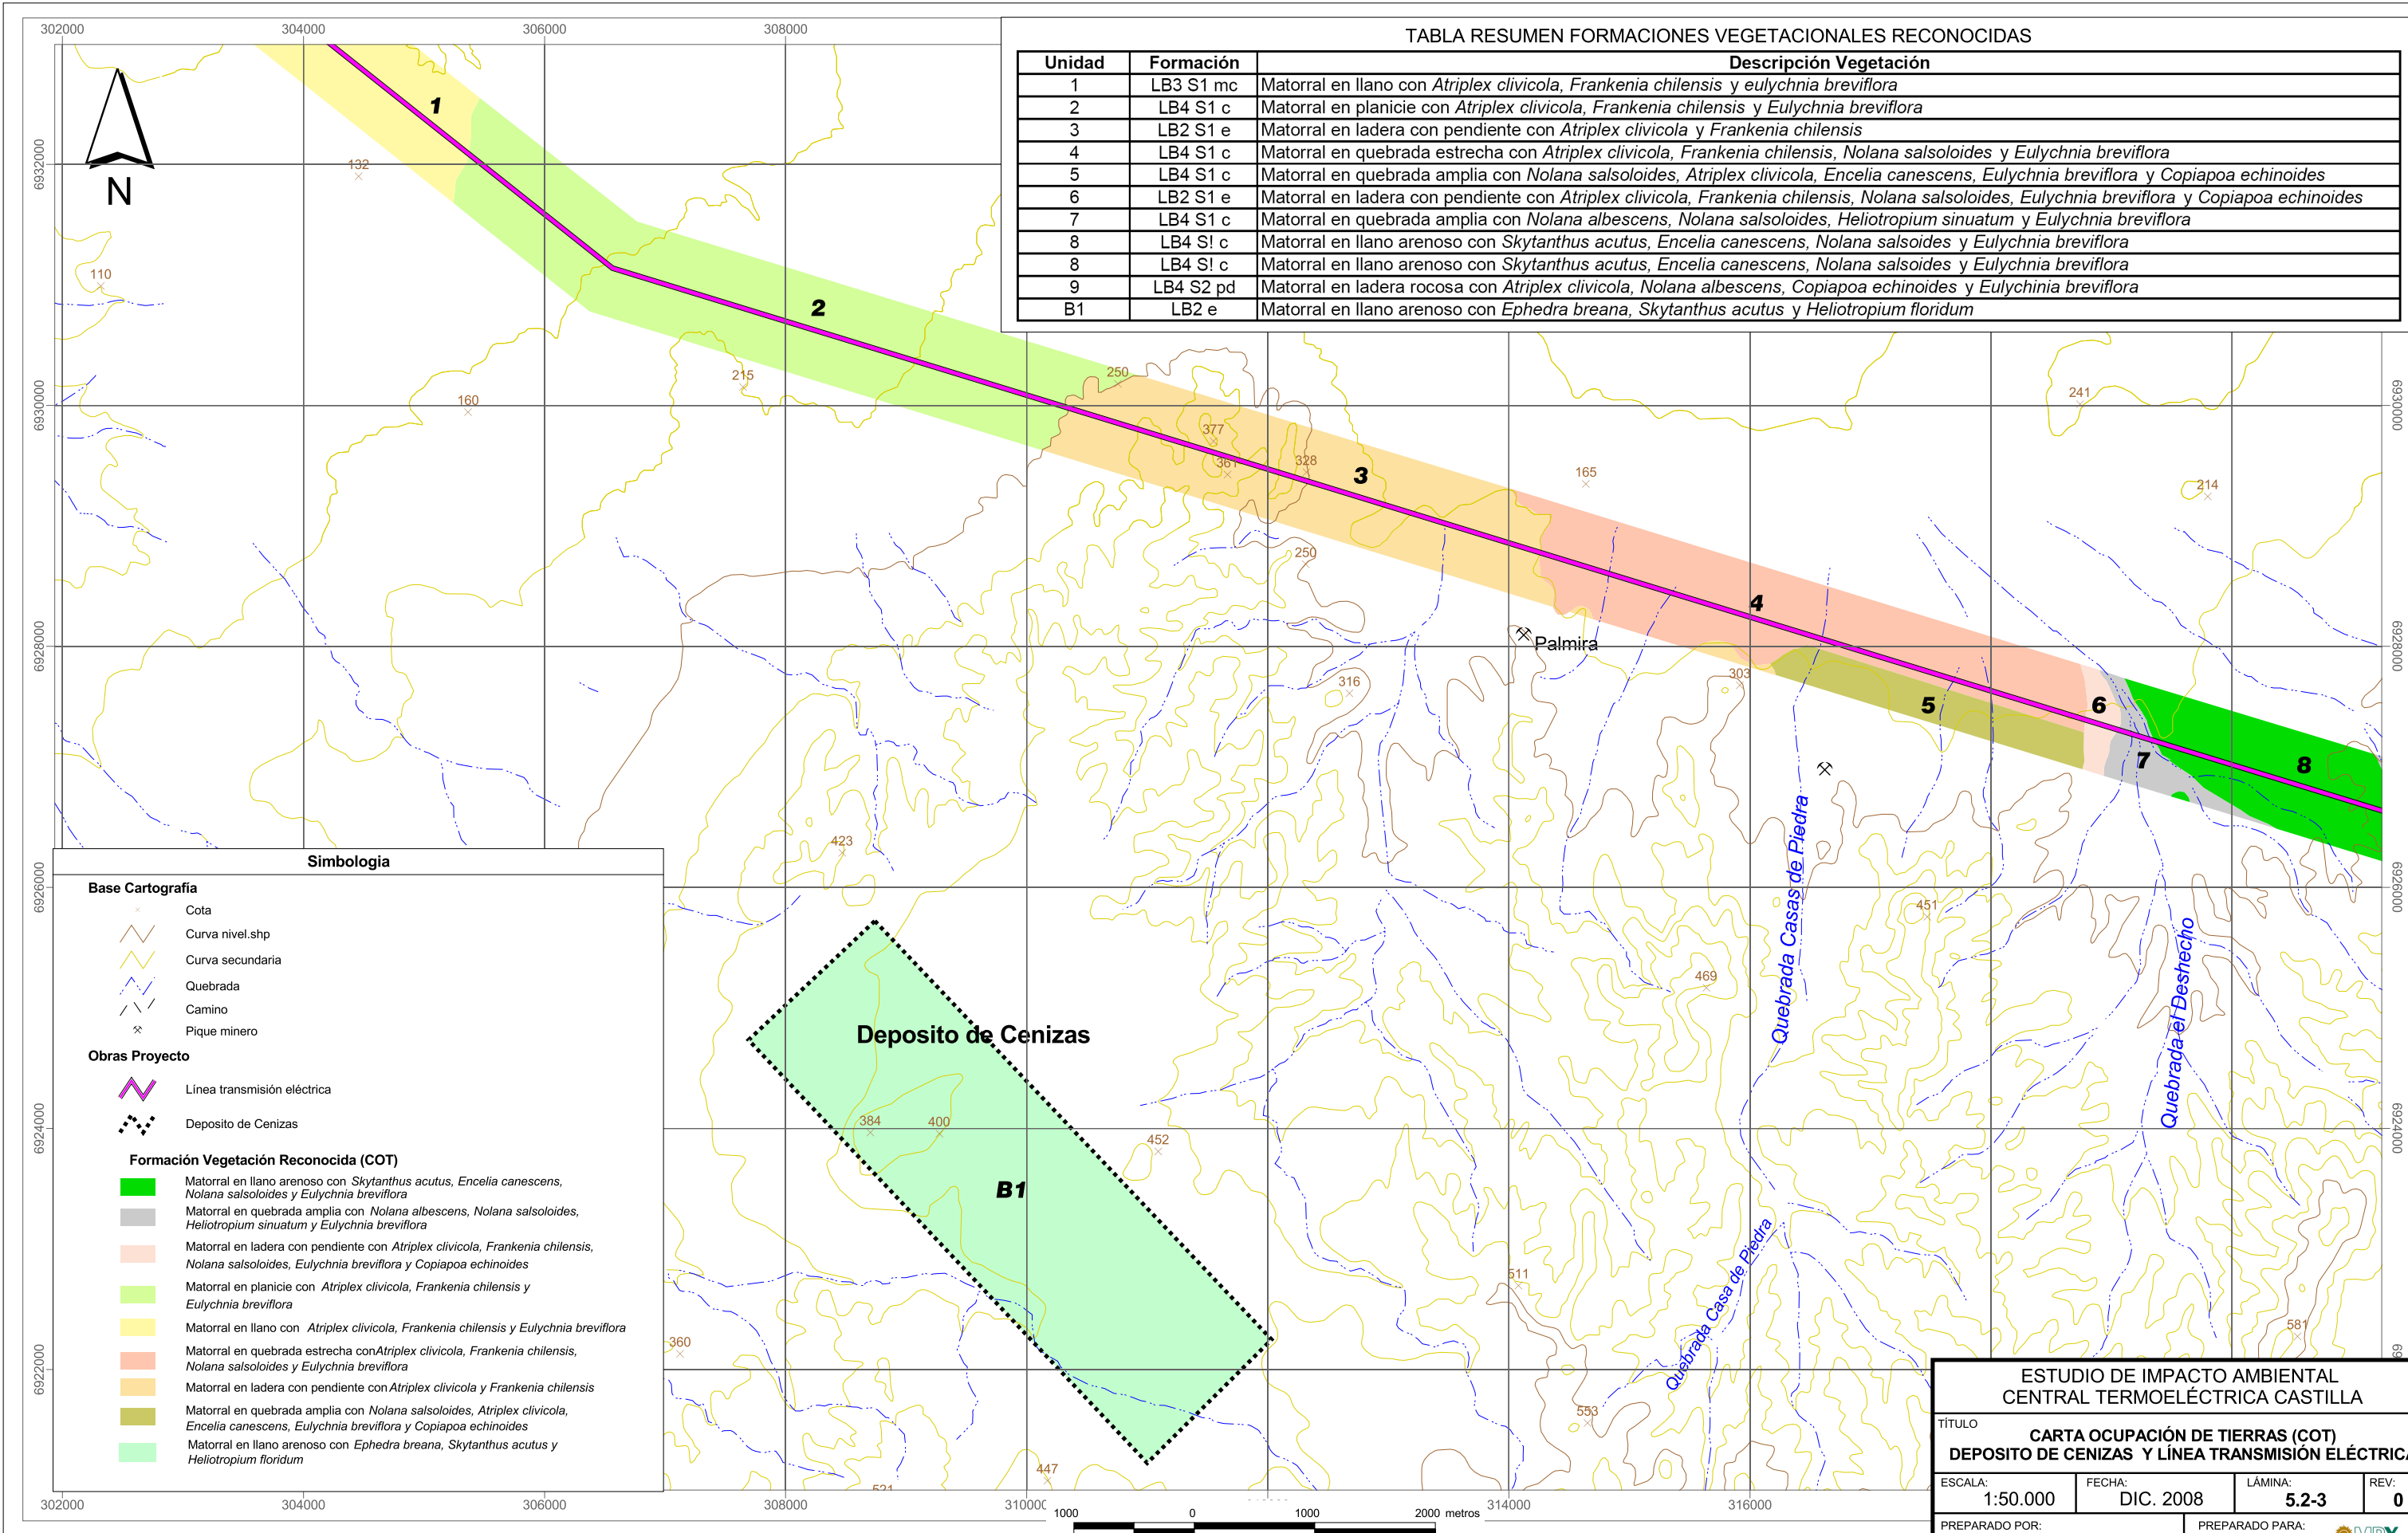 302000 304000 306000 308000
TABLA RESUMEN FORMACIONES VEGETACIONALES RECONOCIDAS
Unidad Formación Descripción Vegetación
1 LB3 S1 mc Matorral en llano con Atriplex clivicola, Frankenia chilensis y eulychnia breviflora
2 LB4 S1 c Matorral en planicie con Atriplex clivicola, Frankenia chilensis y Eulychnia breviflora
3 LB2 S1 e Matorral en ladera con pendiente con Atriplex clivicola y Frankenia chilensis
4 LB4 S1 c Matorral en quebrada estrecha con Atriplex clivicola, Frankenia chilensis, Nolana salsoloides y Eulychnia breviflora
5 LB4 S1 c Matorral en quebrada amplia con Nolana salsoloides, Atriplex clivicola, Encelia canescens, Eulychnia breviflora y Copiapoa echinoides
6 LB2 S1 e Matorral en ladera con pendiente con Atriplex clivicola, Frankenia chilensis, Nolana salsoloides, Eulychnia breviflora y Copiapoa echinoides
7 LB4 S1 c Matorral en quebrada amplia con Nolana albescens, Nolana salsoloides, Heliotropium sinuatum y Eulychnia breviflora
8 LB4 S! c Matorral en llano arenoso con Skytanthus acutus, Encelia canescens, Nolana salsoides y Eulychnia breviflora
8 LB4 S! c Matorral en llano arenoso con Skytanthus acutus, Encelia canescens, Nolana salsoides y Eulychnia breviflora
9 LB4 S2 pd Matorral en ladera rocosa con Atriplex clivicola, Nolana albescens, Copiapoa echinoides y Eulychinia breviflora
B1 LB2 e Matorral en llano arenoso con Ephedra breana, Skytanthus acutus y Heliotropium floridum
N
1
132
6932000
110
2
215
160
250
241
6930000
6930000
377
361
328
3
165
214
250
4
Palmira
6928000
6928000
316
303
5
6
7
8
423
Quebrada Casas de Piedra
451
469
Quebrada el Deshecho
6926000
6926000
Deposito de Cenizas
384
400
452
B1
6924000
6924000
511
Quebrada Casa de Piedra
581
360
553
447
521
6922000
Simbologia
Base Cartografía
Cota
Curva nivel.shp
Curva secundaria
Quebrada
Camino
Pique minero
Obras Proyecto
Línea transmisión eléctrica
Deposito de Cenizas
Formación Vegetación Reconocida (COT)
Matorral en llano arenoso con Skytanthus acutus, Encelia canescens,
Nolana salsoloides y Eulychnia breviflora
Matorral en quebrada amplia con Nolana albescens, Nolana salsoloides,
Heliotropium sinuatum y Eulychnia breviflora
Matorral en ladera con pendiente con Atriplex clivicola, Frankenia chilensis,
Nolana salsoloides, Eulychnia breviflora y Copiapoa echinoides
Matorral en planicie con Atriplex clivicola, Frankenia chilensis y
Eulychnia breviflora
Matorral en llano con Atriplex clivicola, Frankenia chilensis y Eulychnia breviflora
Matorral en quebrada estrecha conAtriplex clivicola, Frankenia chilensis,
Nolana salsoloides y Eulychnia breviflora
Matorral en ladera con pendiente con Atriplex clivicola y Frankenia chilensis
Matorral en quebrada amplia con Nolana salsoloides, Atriplex clivicola,
Encelia canescens, Eulychnia breviflora y Copiapoa echinoides
Matorral en llano arenoso con Ephedra breana, Skytanthus acutus y
Heliotropium floridum
302000 304000 306000 308000 310000 314000 316000
1000 0 1000 2000 metros
ESTUDIO DE IMPACTO AMBIENTAL
CENTRAL TERMOELÉCTRICA CASTILLA
TÍTULO
CARTA OCUPACIÓN DE TIERRAS (COT)
DEPOSITO DE CENIZAS Y LÍNEA TRANSMISIÓN ELÉCTRICA
ESCALA: FECHA: LÁMINA: REV:
1:50.000 DIC. 2008 5.2-3 0
PREPARADO POR: PREPARADO PARA: